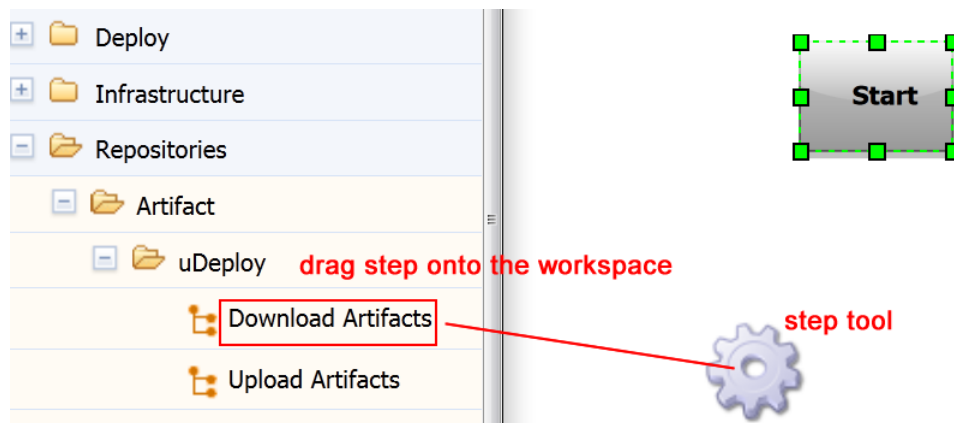 Deploy
Start
Infrastructure
Repositories
Artifact
uDeploy
drag step onto the workspace
Download Artifacts
step tool
Upload Artifacts